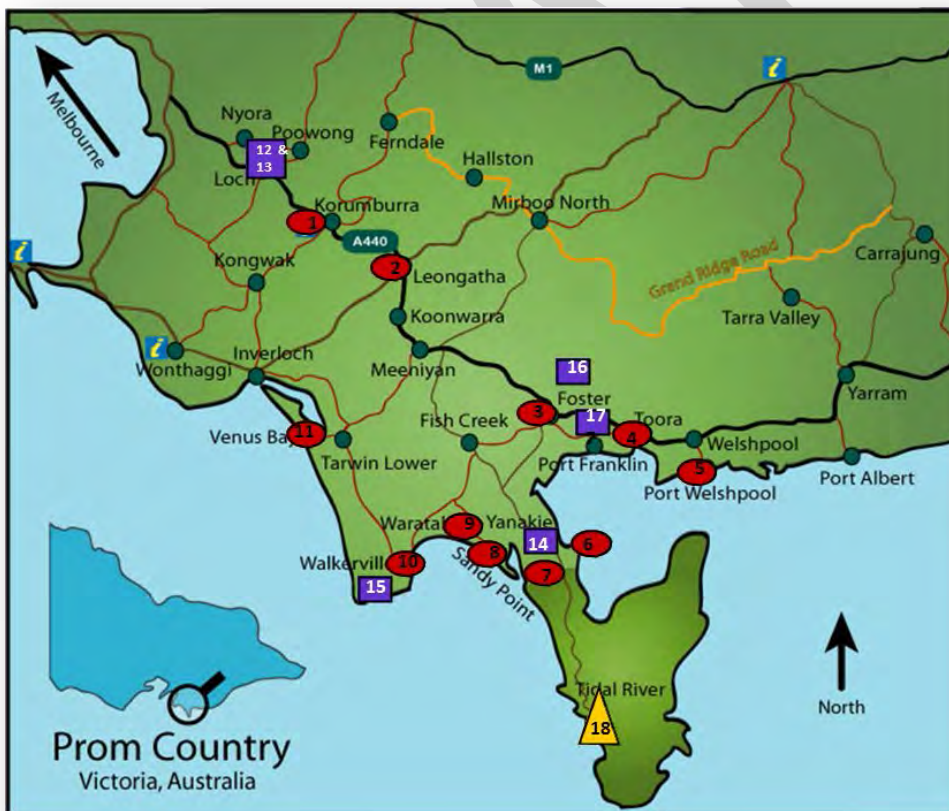 M1
i
Melbourne
Nyora
Poowong
12 &
13
Loch
Ferndale
Hallston
Korumburra
1
Mirboo North
A440
i
Kongwak
2
Leongatha
Grand Ridge Road
Carrajung
Koonwarra
Tarra Valley
i
Wonthaggi
Inverloch
Meeniyan
16
Yarram
Foster
3
17
Fish Creek
Toora
4
Venus Ba
11
Tarwin Lower
Welshpool
Port Franklin
5
Port Welshpool
Port Albert
Warata
9
Yanakie
14
6
8
Sandy Point
Walkervill
10
7
15
Tidal River
18
North
Prom Country
Victoria, Australia